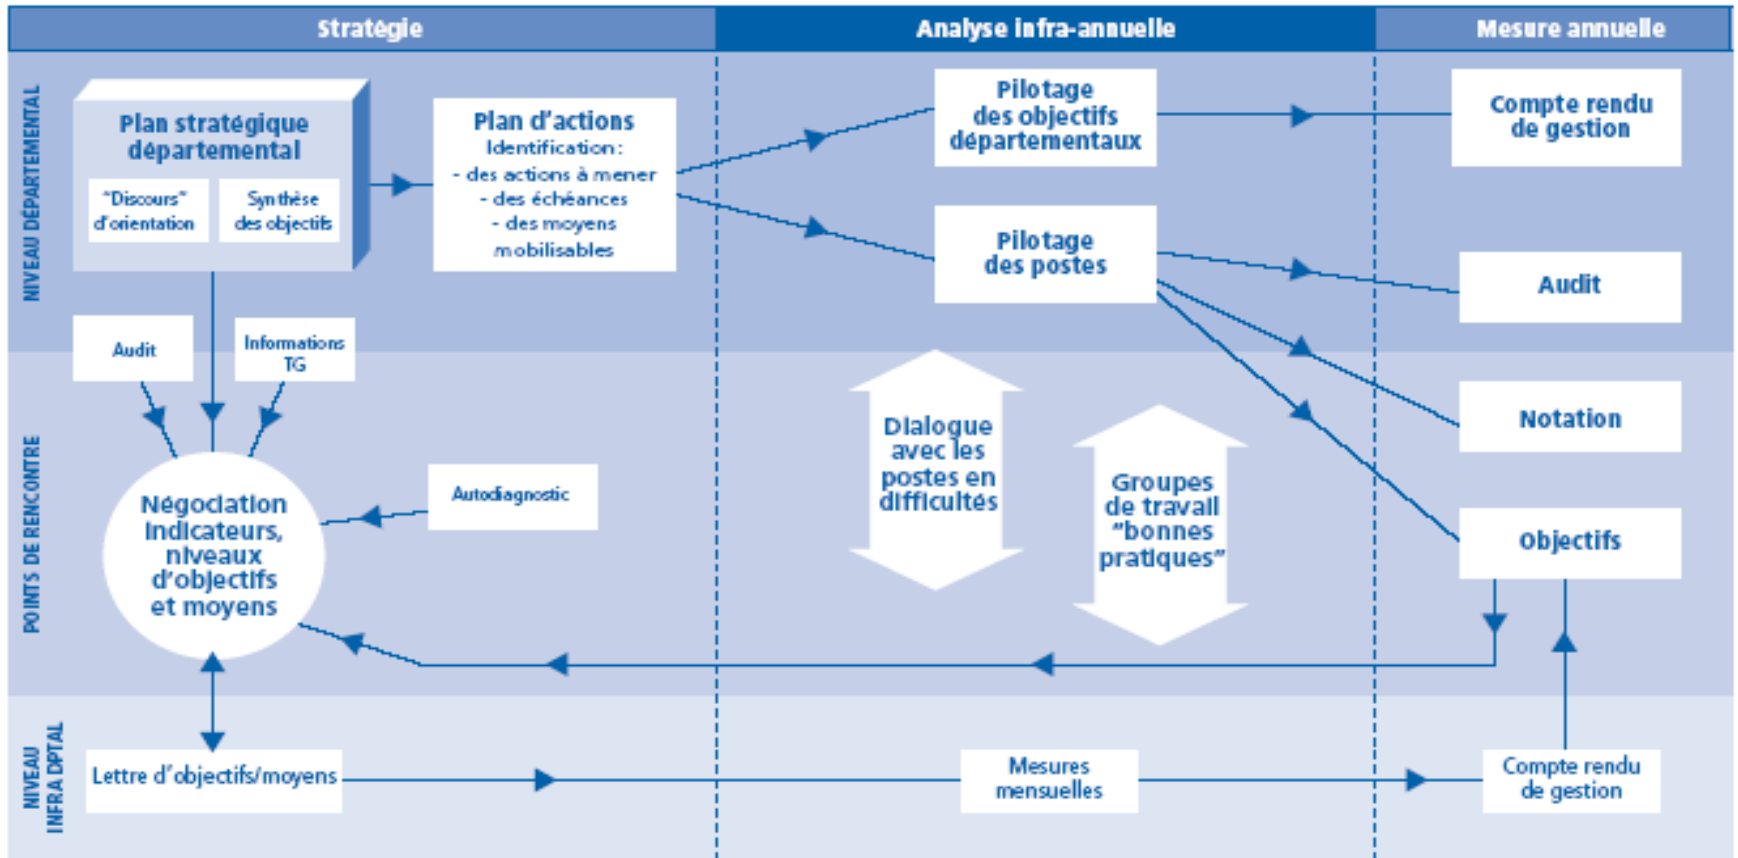 Stratégie
Analyse infra-annuelle
Mesure annuelle
NIVEAU DÉPARTEMENTAL
Plan stratégique
départemental
"Discours"
d'orientation
Synthèse
des objectifs
Plan d'actions
Identification :
- des actions à mener
- des échéances
- des moyens
mobilisables
Pilotage
des objectifs
départementaux
Compte rendu
de gestion
Pilotage
des postes
Audit
Audit
Informations
TG
POINTS DE RENCONTRE
Négociation
indicateurs,
niveaux
d'objectifs
et moyens
Autodiagnostic
Dialogue
avec les
postes en
difficultés
Groupes
de travail
"bonnes
pratiques"
Notation
Objectifs
NIVEAU
INFRA DPTAL
Lettre d'objectifs/moyens
Mesures
mensuelles
Compte rendu
de gestion